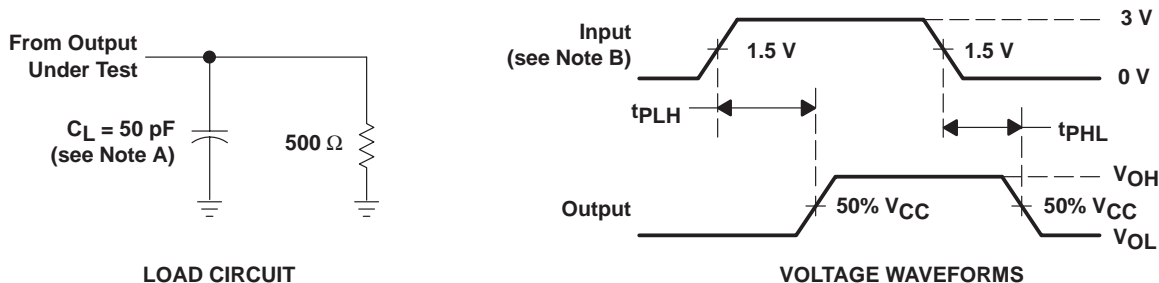 From Output
Under Test
CL = 50 pF
(see Note A)
500 Ω
LOAD CIRCUIT
Input
(see Note B)
1.5 V
1.5 V
3 V
0 V
tPLH
tPHL
Output
50% VCC
50% VCC
VOH
VOL
VOLTAGE WAVEFORMS